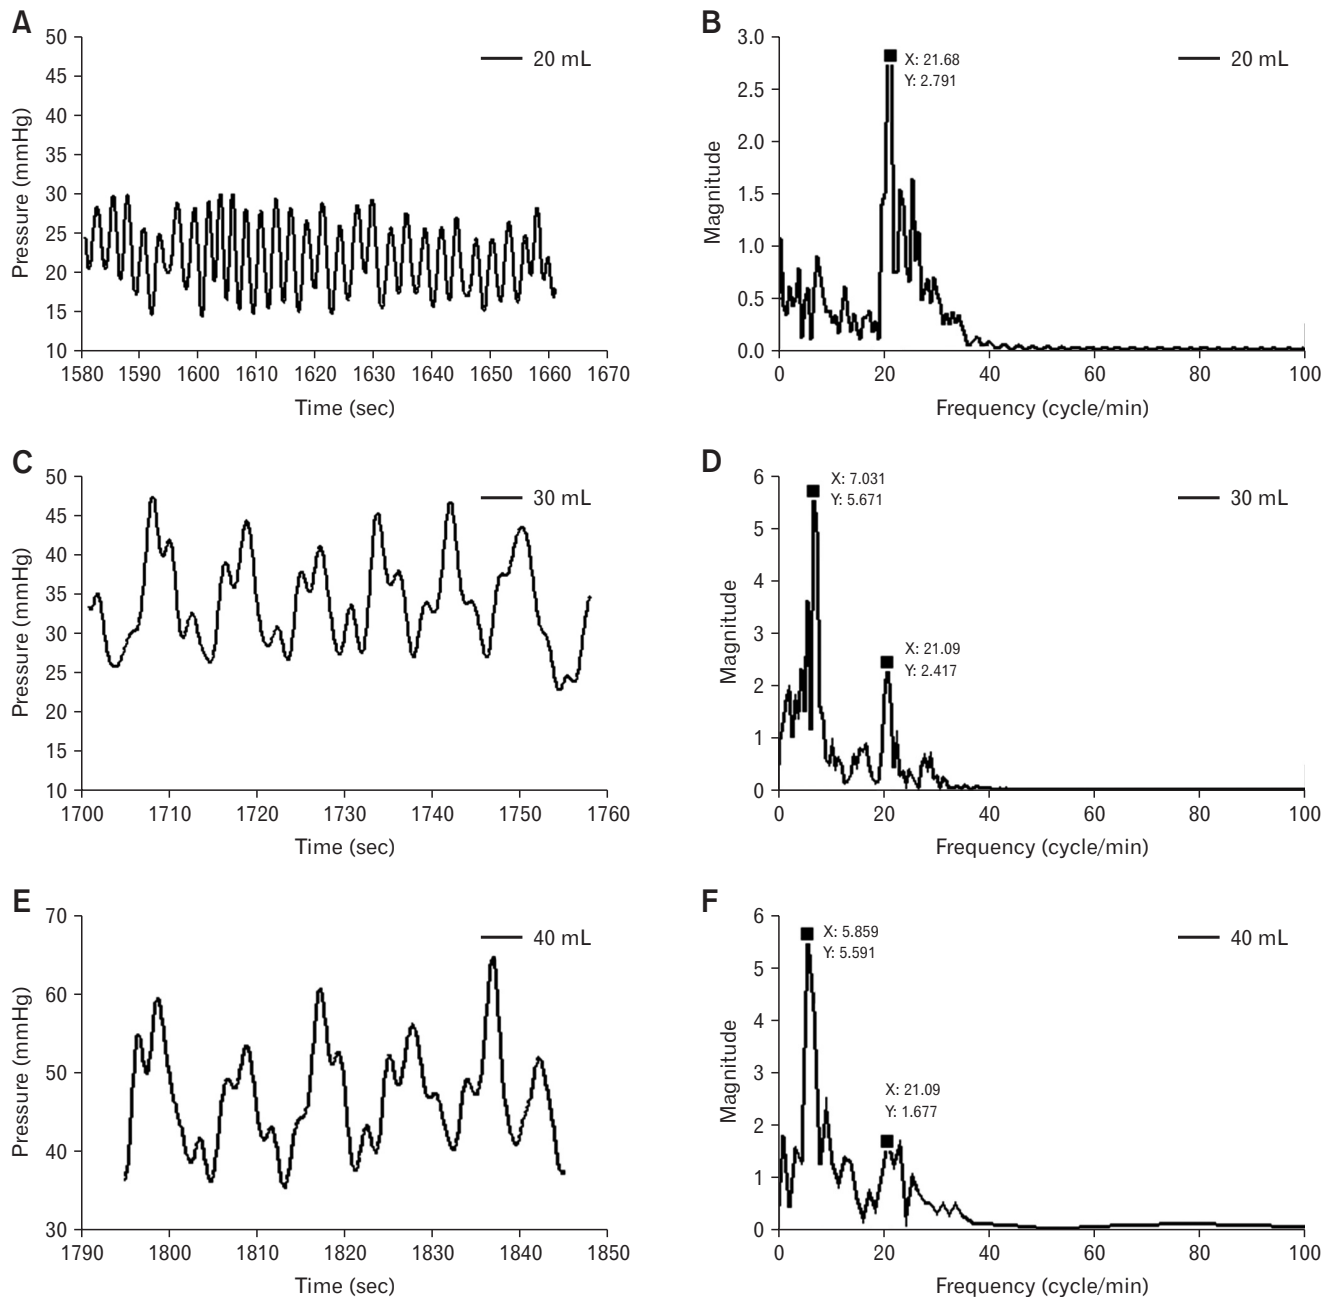 A
50
45
40
35
30
25
20
15
10
Pressure (mmHg)
20 mL
1580 1590 1600 1610 1620 1630 1640 1650 1660 1670
Time (sec)
B
3.0
2.5
2.0
1.5
1.0
0.5
0.0
Magnitude
X: 21.68
Y: 2.791
20 mL
0 20 40 60 80 100
Frequency (cycle/min)
C
50
45
40
35
30
25
20
15
10
Pressure (mmHg)
30 mL
1700 1710 1720 1730 1740 1750 1760
Time (sec)
D
6
5
4
3
2
1
0
Magnitude
X: 7.031
Y: 5.671
X: 21.09
Y: 2.417
30 mL
0 20 40 60 80 100
Frequency (cycle/min)
E
70
60
50
40
30
Pressure (mmHg)
40 mL
1790 1800 1810 1820 1830 1840 1850
Time (sec)
F
6
5
4
3
2
1
0
Magnitude
X: 5.859
Y: 5.591
X: 21.09
Y: 1.677
40 mL
0 20 40 60 80 100
Frequency (cycle/min)